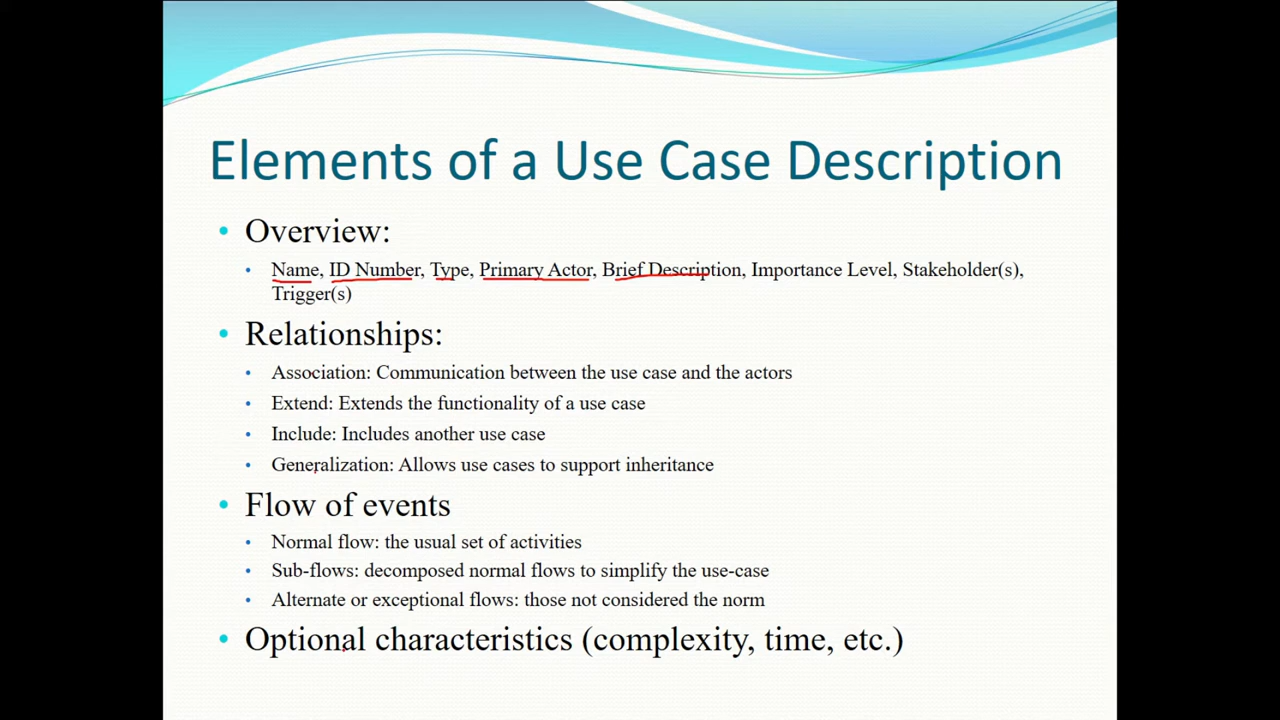 Elements of a Use Case Description
• Overview:
• Name, ID Number, Type, Primary Actor, Brief Description, Importance Level, Stakeholder(s),
Trigger(s)
• Relationships:
• Association: Communication between the use case and the actors
• Extend: Extends the functionality of a use case
• Include: Includes another use case
• Generalization: Allows use cases to support inheritance
• Flow of events
• Normal flow: the usual set of activities
• Sub-flows: decomposed normal flows to simplify the use-case
• Alternate or exceptional flows: those not considered the norm
• Optional characteristics (complexity, time, etc.)